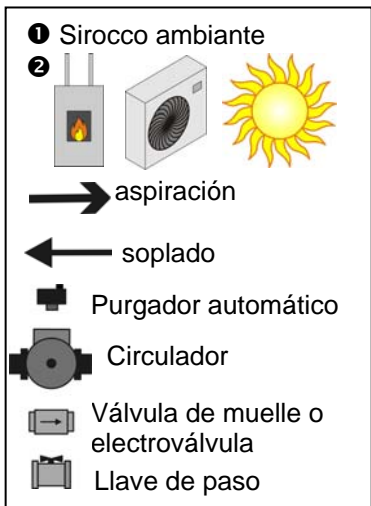 ❶ Sirocco ambiante
❷
aspiración
soplado
Purgador automático
Circulador
Válvula de muelle o
electroválvula
Llave de paso